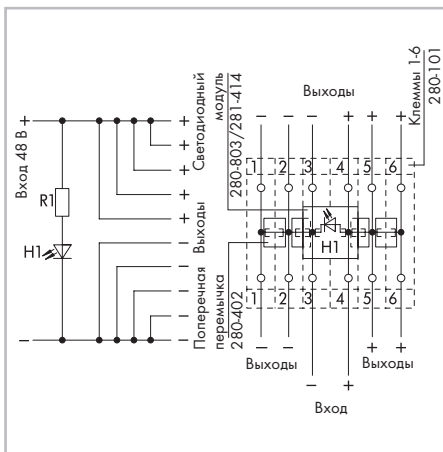 Вход 48 В
+
−
R1
H1
+
+
+
+
+
−
−
−
−
−
Выходы
Светодиодный
модуль
280-803/281-414
Поперечная
перемычка
280-402
Клеммы 1-6
280-101
Выходы
− − − + + +
1 2 3 4 5 6
H1
1 2 3 4 5 6
− − + +
Выходы Выходы
− +
Вход